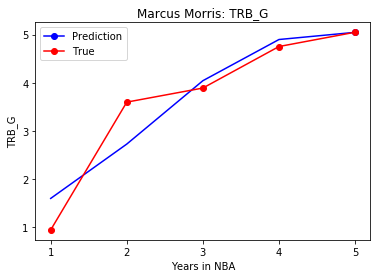 Marcus Morris: TRB_G
Prediction
True
TRB_G
5
4
3
2
1
1 2 3 4 5
Years in NBA